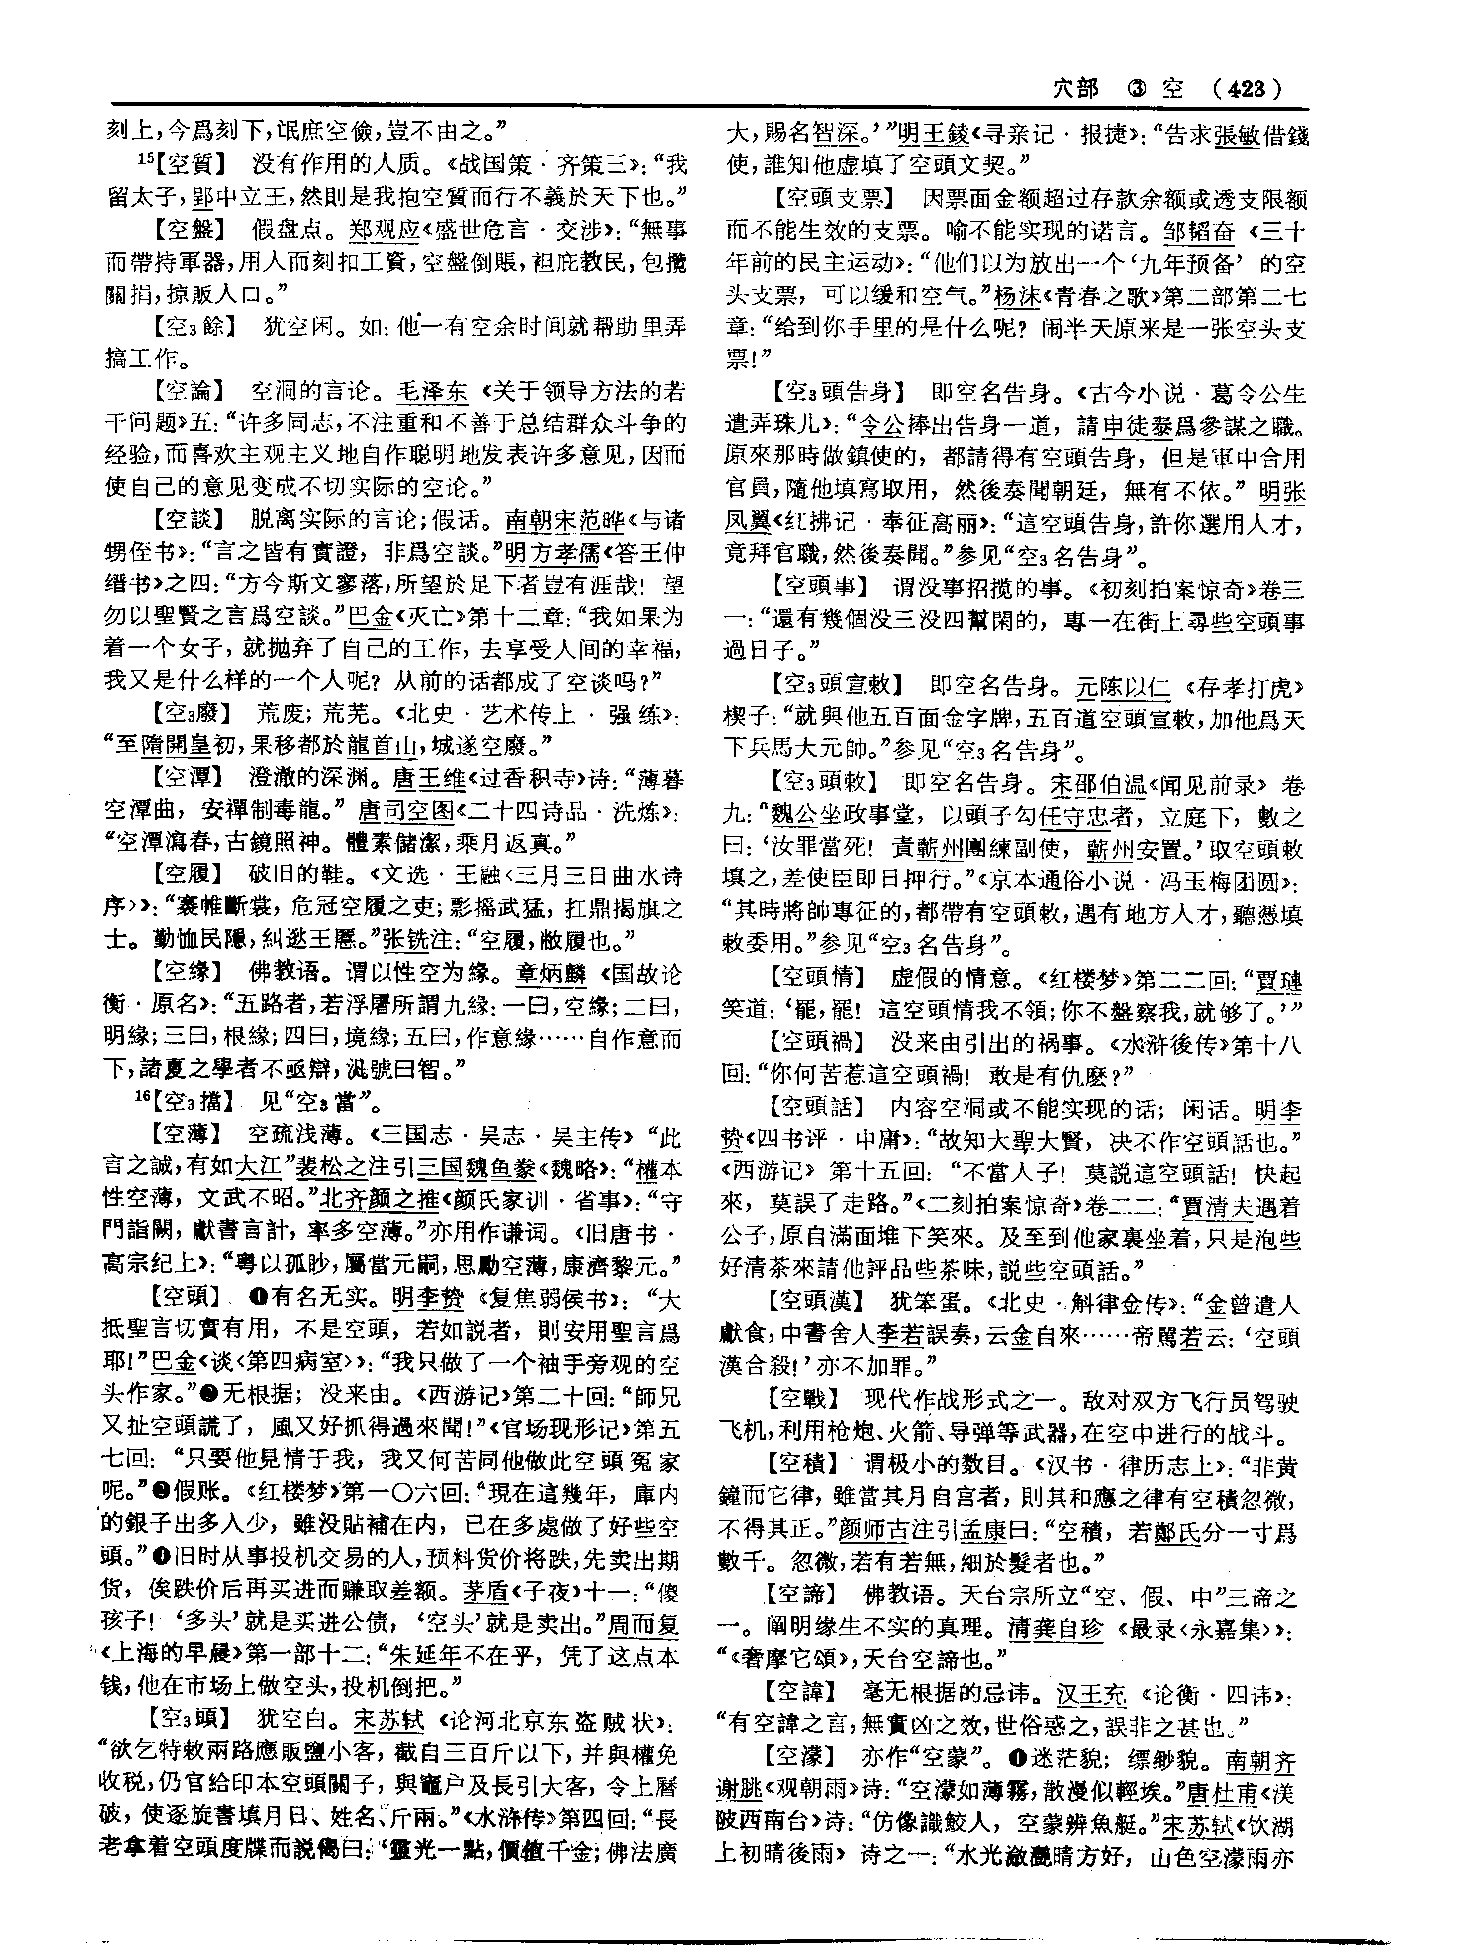 穴部 ③ 空 (423)
刻上,今爲刻下,氓庶空儉,豈不由之。”
15【空質】 没有作用的人质。《战国策·齐策三》:“我
留太子,郢中立王,然則是我抱空質而行不義於天下也。”
【空盤】 假盘点。郑观应《盛世危言·交涉》:“無事
而帶持軍器,用人而刻扣工資,空盤倒賬,袒庇教民,包攬
關捐,掠販人口。”
【空3餘】 犹空闲。如:他一有空余时间就帮助里弄
搞工作。
【空論】 空洞的言论。毛泽东《关于领导方法的若
干问题》五:“许多同志,不注重和不善于总结群众斗争的
经验,而喜欢主观主义地自作聪明地发表许多意见,因而
使自己的意见变成不切实际的空论。”
【空談】 脱离实际的言论;假话。南朝宋范晔《与诸
甥侄书》:“言之皆有實證,非爲空談。”明方孝孺《答王仲
缙书》之四:“方今斯文寥落,所望於足下者豈有涯哉!望
勿以聖賢之言爲空談。”巴金《灭亡》第十二章:“我如果为
着一个女子,就抛弃了自己的工作,去享受人间的幸福,
我又是什么样的一个人呢?从前的话都成了空谈吗?”
【空3廢】 荒废;荒芜。《北史·艺术传上·强练》:
“至隋開皇初,果移都於龍首山,城遂空廢。”
【空潭】 澄澈的深渊。唐王维《过香积寺》诗:“薄暮
空潭曲,安禪制毒龍。”唐司空图《二十四诗品·洗炼》:
“空潭瀉春,古鏡照神。體素儲潔,乘月返真。”
【空履】 破旧的鞋。《文选·王融〈三月三日曲水诗
序〉》:“褰帷斷裳,危冠空履之吏;影摇武猛,扛鼎揭旗之
士。勤恤民隱,糾逖王慝。”张铣注:“空履,敝履也。”
【空缘】 佛教语。谓以性空为缘。章炳麟《国故论
衡·原名》:“五路者,若浮屠所謂九緣:一曰,空緣;二曰,
明緣;三曰,根緣;四曰,境緣;五曰,作意緣……自作意而
下,諸夏之學者不亟辯,泚號曰智。”
16【空3擋】 见“空3當”。
【空薄】 空疏浅薄。《三国志·吴志·吴主传》“此
言之誠,有如大江”裴松之注引三国魏鱼豢《魏略》:“權本
性空薄,文武不昭。”北齐颜之推《颜氏家训·省事》:“守
門詣闕,獻書言計,率多空薄。”亦用作谦词。《旧唐书·
高宗纪上》:“粤以孤眇,屬當元嗣,思勵空薄,康濟黎元。”
【空頭】 ❶有名无实。明李贽《复焦弱侯书》:“大
抵聖言切實有用,不是空頭,若如説者,則安用聖言爲
耶!”巴金《谈〈第四病室〉》:“我只做了一个袖手旁观的空
头作家。”❷无根据;没来由。《西游记》第二十回:“師兄
又扯空頭謊了,風又好抓得過來聞!”《官场现形记》第五
七回:“只要他見情于我,我又何苦同他做此空頭冤家
呢。”❸假账。《红楼梦》第一〇六回:“現在這幾年,庫内
的銀子出多入少,雖没貼補在内,已在多處做了好些空
頭。”❹旧时从事投机交易的人,预料货价将跌,先卖出期
货,俟跌价后再买进而赚取差额。茅盾《子夜》十一:“傻
孩子!‘多头’就是买进公债,‘空头’就是卖出。”周而复
《上海的早晨》第一部十二:“朱延年不在乎,凭了这点本
钱,他在市场上做空头,投机倒把。”
【空3頭】 犹空白。宋苏轼《论河北京东盗贼状》:
“欲乞特敕兩路應販鹽小客,截自三百斤以下,并與權免
收税,仍官給印本空頭關子,與竈户及長引大客,令上曆
破,使逐旋書填月日、姓名、斤兩。”《水浒传》第四回:“長
老拿着空頭度牒而説偈曰:‘靈光一點,價值千金;佛法廣
大,賜名智深。’”明王錂《寻亲记·报捷》:“告求張敏借錢
使,誰知他虚填了空頭文契。”
【空頭支票】 因票面金额超过存款余额或透支限额
而不能生效的支票。喻不能实现的诺言。邹韬奋《三十
年前的民主运动》:“他们以为放出一个‘九年预备’的空
头支票,可以缓和空气。”杨沫《青春之歌》第二部第二七
章:“给到你手里的是什么呢?闹半天原来是一张空头支
票!”
【空3頭告身】 即空名告身。《古今小说·葛令公生
遣弄珠儿》:“令公捧出告身一道,請申徒泰爲參謀之職。
原來那時做鎮使的,都請得有空頭告身,但是軍中合用
官員,隨他填寫取用,然後奏聞朝廷,無有不依。”明张
凤翼《红拂记·奉征高丽》:“這空頭告身,許你選用人才,
竟拜官職,然後奏聞。”参见“空3名告身”。
【空頭事】 谓没事招揽的事。《初刻拍案惊奇》卷三
一:“還有幾個没三没四幫閑的,專一在街上尋些空頭事
過日子。”
【空3頭宣敕】 即空名告身。元陈以仁《存孝打虎》
楔子:“就與他五百面金字牌,五百道空頭宣敕,加他爲天
下兵馬大元帥。”参见“空3名告身”。
【空3頭敕】 即空名告身。宋邵伯温《闻见前录》卷
九:“魏公坐政事堂,以頭子勾任守忠者,立庭下,數之
曰:‘汝罪當死!責蘄州團練副使,蘄州安置。’取空頭敕
填之,差使臣即日押行。”《京本通俗小说·冯玉梅团圆》:
“其時將帥專征的,都帶有空頭敕,遇有地方人才,聽憑填
敕委用。”参见“空3名告身”。
【空頭情】 虚假的情意。《红楼梦》第二二回:“賈璉
笑道:‘罷,罷!這空頭情我不領;你不盤察我,就够了。’”
【空頭禍】 没来由引出的祸事。《水浒後传》第十八
回:“你何苦惹這空頭禍!敢是有仇麽?”
【空頭話】 内容空洞或不能实现的话;闲话。明李
贽《四书评·中庸》:“故知大聖大賢,决不作空頭話也。”
《西游记》第十五回:“不當人子!莫説這空頭話!快起
來,莫誤了走路。”《二刻拍案惊奇》卷二二:“賈清夫遇着
公子,原自滿面堆下笑來。及至到他家裏坐着,只是泡些
好清茶來請他評品些茶味,説些空頭話。”
【空頭漢】 犹笨蛋。《北史·斛律金传》:“金曾遣人
獻食,中書舍人李若誤奏,云金自來……帝駡若云:‘空頭
漢合殺!’亦不加罪。”
【空戰】 现代作战形式之一。敌对双方飞行员驾驶
飞机,利用枪炮、火箭、导弹等武器,在空中进行的战斗。
【空積】 谓极小的数目。《汉书·律历志上》:“非黄
鐘而它律,雖當其月自宫者,則其和應之律有空積忽微,
不得其正。”颜师古注引孟康曰:“空積,若鄭氏分一寸爲
數千。忽微,若有若無,細於髮者也。”
【空諦】 佛教语。天台宗所立“空、假、中”三谛之
一。阐明缘生不实的真理。清龚自珍《最录〈永嘉集〉》:
“《奢摩它頌》,天台空諦也。”
【空諱】 毫无根据的忌讳。汉王充《论衡·四讳》:
“有空諱之言,無實凶之效,世俗惑之,誤非之甚也。”
【空濛】 亦作“空蒙”。❶迷茫貌;缥缈貌。南朝齐
谢朓《观朝雨》诗:“空濛如薄霧,散漫似輕埃。”唐杜甫《渼
陂西南台》诗:“仿像識鮫人,空蒙辨魚艇。”宋苏轼《饮湖
上初晴後雨》诗之一:“水光瀲灧晴方好,山色空濛雨亦